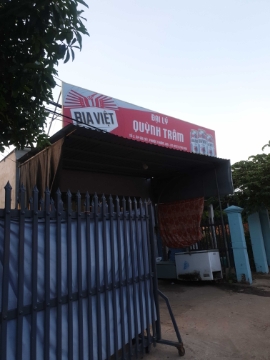 BIA VIỆT
ĐẠI LÝ
QUỲNH TRÂM